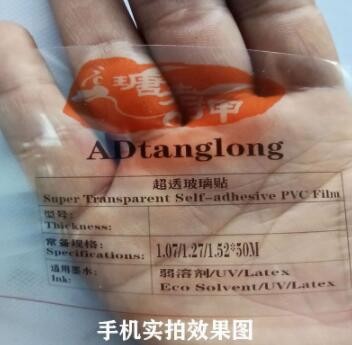 ADtanglong
超透玻璃贴
Super Transparent Self-adhesive PVC Film
型号:
Thickness:
常备规格:
Specifications:
1.07/1.27/1.52*50M
适用墨水:
Ink:
弱溶剂/UV/Latex
Eco Solvent/UV/Latex
手机实拍效果图